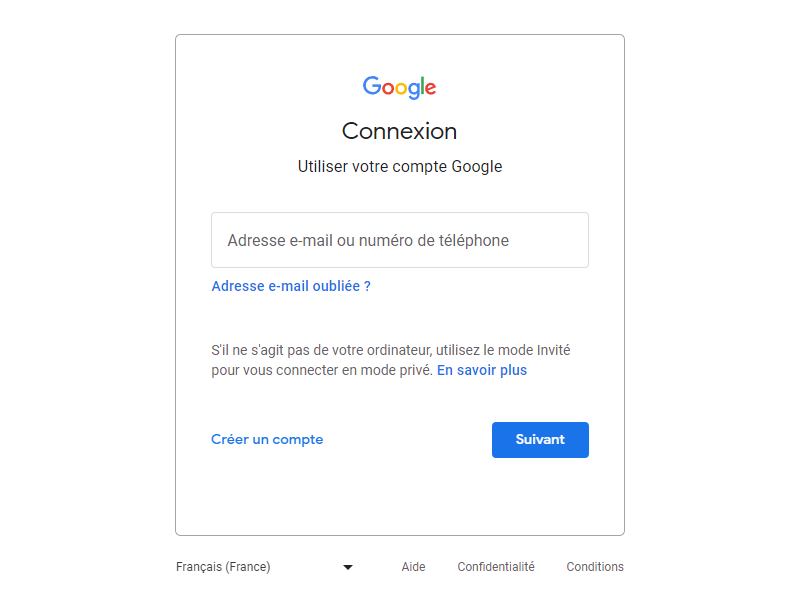 Google
Connexion
Utiliser votre compte Google
Adresse e-mail ou numéro de téléphone
Adresse e-mail oubliée ?
S'il ne s'agit pas de votre ordinateur, utilisez le mode Invité
pour vous connecter en mode privé. En savoir plus
Créer un compte
Suivant
Français (France)
Aide
Confidentialité
Conditions